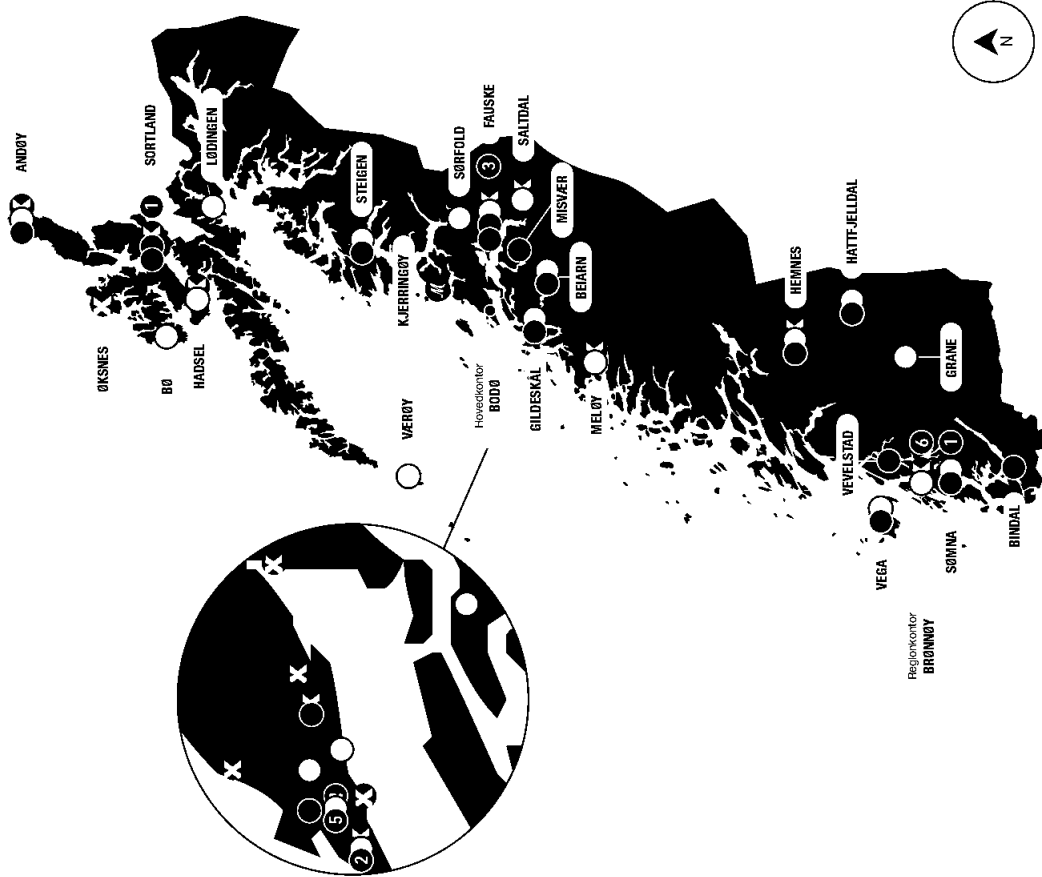 ANDØY
SORTLAND
1
LØDINGEN
ØKSNES
BØ
HADSEL
STEIGEN
VÆRØY
KJERRINGØY
SØRFOLD
FAUSKE
3
SALTDAL
MISVÆR
BEIARN
Hovedkontor
BODØ
GILDESKÅL
MELØY
HEMNES
HATTFJELLDAL
GRANE
VEVELSTAD
6
1
VEGA
SØMNA
BINDAL
Regionkontor
BRØNNØY
X
X
X
X
5
2
N